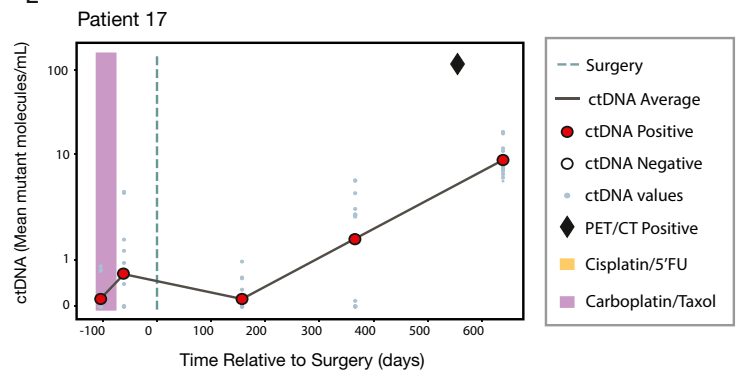 Patient 17
ctDNA (Mean mutant molecules/mL)
100
10
1
0
-100 0 100 200 300 400 500 600
Time Relative to Surgery (days)
Surgery
ctDNA Average
ctDNA Positive
ctDNA Negative
ctDNA values
PET/CT Positive
Cisplatin/5'FU
Carboplatin/Taxol